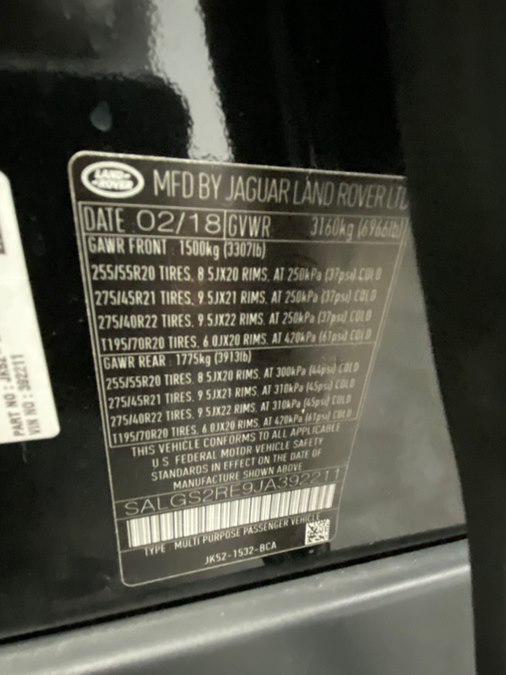 LAND
ROVER
MFD BY JAGUAR LAND ROVER LTD
DATE 02/18 GVWR 3160kg (6966lb)
GAWR FRONT 1500kg (3307lb)
255/55R20 TIRES, 8.5JX20 RIMS, AT 250kPa (37psi) COLD
275/45R21 TIRES, 9.5JX21 RIMS, AT 250kPa (37psi) COLD
275/40R22 TIRES, 9.5JX22 RIMS, AT 250kPa (37psi) COLD
T195/70R20 TIRES, 6.0JX20 RIMS, AT 420kPa (61psi) COLD
GAWR REAR 1775kg (3913lb)
255/55R20 TIRES, 8.5JX20 RIMS, AT 300kPa (44psi) COLD
275/45R21 TIRES, 9.5JX21 RIMS, AT 310kPa (45psi) COLD
275/40R22 TIRES, 9.5JX22 RIMS, AT 310kPa (45psi) COLD
T195/70R20 TIRES, 6.0JX20 RIMS, AT 420kPa (61psi) COLD
THIS VEHICLE CONFORMS TO ALL APPLICABLE
U.S. FEDERAL MOTOR VEHICLE SAFETY
STANDARDS IN EFFECT ON THE DATE OF
MANUFACTURE SHOWN ABOVE
SALGS2RE9JA392211
TYPE: MULTI PURPOSE PASSENGER VEHICLE
JK52-1532-BCA
PART NO: JK52-
VIN NO: 392211